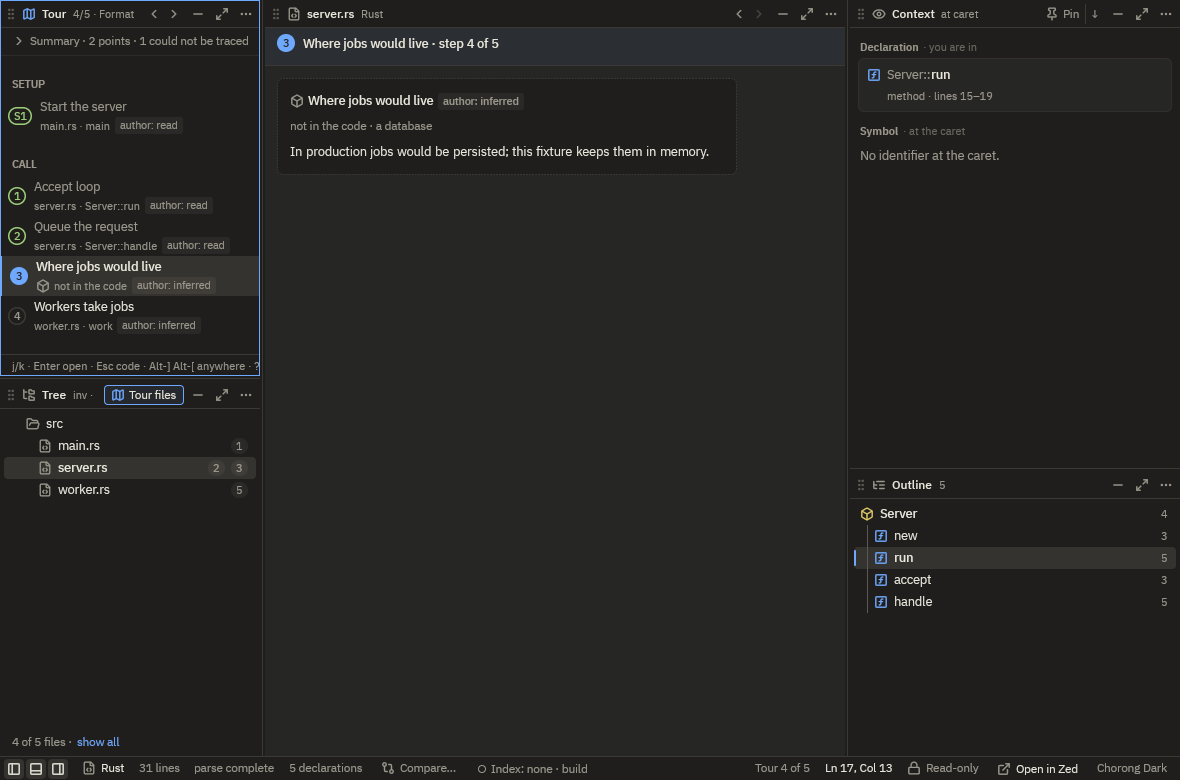 Tour 4/5 · Format
Summary · 2 points · 1 could not be traced
SETUP
S1 Start the server
main.rs · main author: read
CALL
1 Accept loop
server.rs · Server::run author: read
2 Queue the request
server.rs · Server::handle author: read
3 Where jobs would live
not in the code author: inferred
4 Workers take jobs
worker.rs · work author: inferred
j/k · Enter open · Esc code · Alt-] Alt-[ anywhere · ?
Tree inv · Tour files
src
main.rs 1
server.rs 2 3
worker.rs 5
4 of 5 files · show all
server.rs Rust
3 Where jobs would live · step 4 of 5
Where jobs would live author: inferred
not in the code · a database
In production jobs would be persisted; this fixture keeps them in memory.
Context at caret Pin ↓
Declaration · you are in
Server::run
method · lines 15–19
Symbol · at the caret
No identifier at the caret.
Outline 5
Server 4
new 3
run 5
accept 3
handle 5
Rust 31 lines parse complete 5 declarations Compare... Index: none · build Tour 4 of 5 Ln 17, Col 13 Read-only Open in Zed Chorong Dark